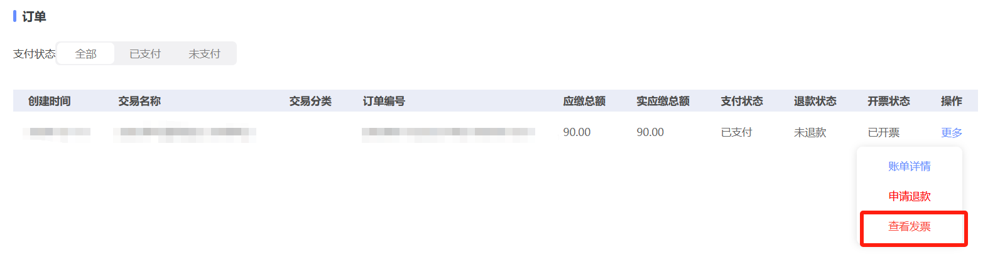 订单
支付状态 全部 已支付 未支付
创建时间 交易名称 交易分类 订单编号 应缴总额 实应缴总额 支付状态 退款状态 开票状态 操作
90.00 90.00 已支付 未退款 已开票 更多
账单详情
申请退款
查看发票